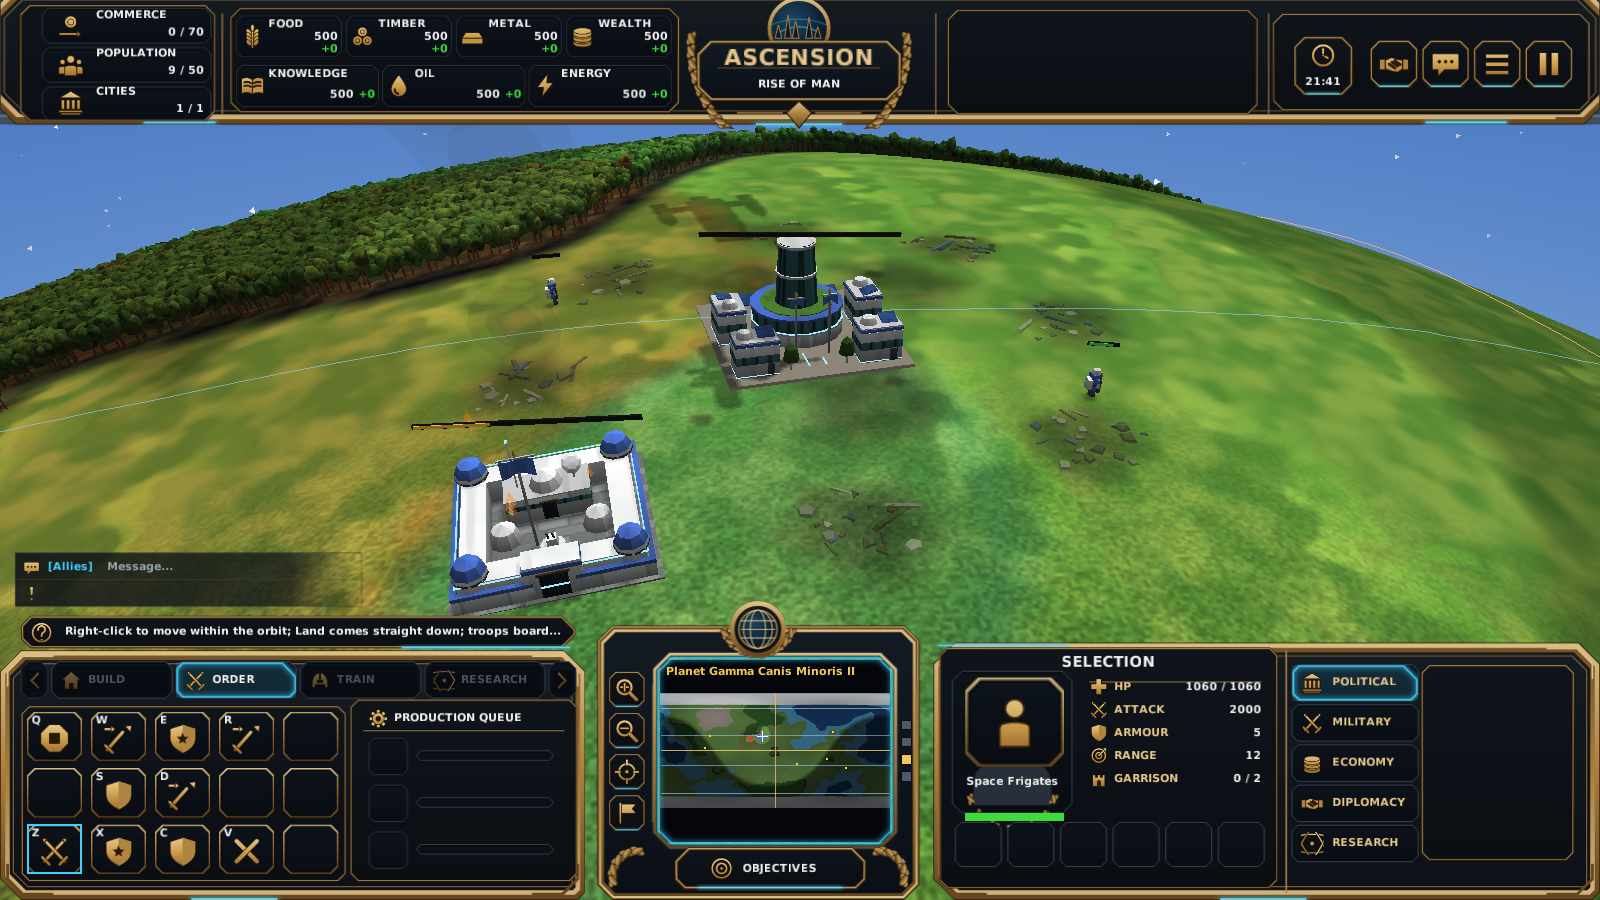 COMMERCE
0 / 70
POPULATION
9 / 50
CITIES
1 / 1
FOOD
500
+0
TIMBER
500
+0
METAL
500
+0
WEALTH
500
+0
KNOWLEDGE
500 +0
OIL
500 +0
ENERGY
500 +0
ASCENSION
RISE OF MAN
21:41
[Allies] Message...
!
Right-click to move within the orbit; Land comes straight down; troops board...
BUILD
ORDER
TRAIN
RESEARCH
Q
W
E
R
S
D
Z
X
C
V
PRODUCTION QUEUE
Planet Gamma Canis Minoris II
OBJECTIVES
SELECTION
Space Frigates
HP 1060 / 1060
ATTACK 2000
ARMOUR 5
RANGE 12
GARRISON 0 / 2
POLITICAL
MILITARY
ECONOMY
DIPLOMACY
RESEARCH